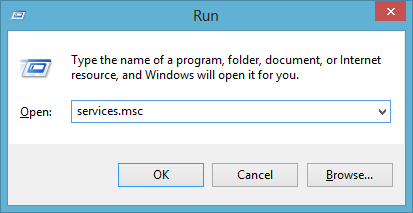 Run
Type the name of a program, folder, document, or Internet
resource, and Windows will open it for you.
Open: services.msc
OK Cancel Browse...